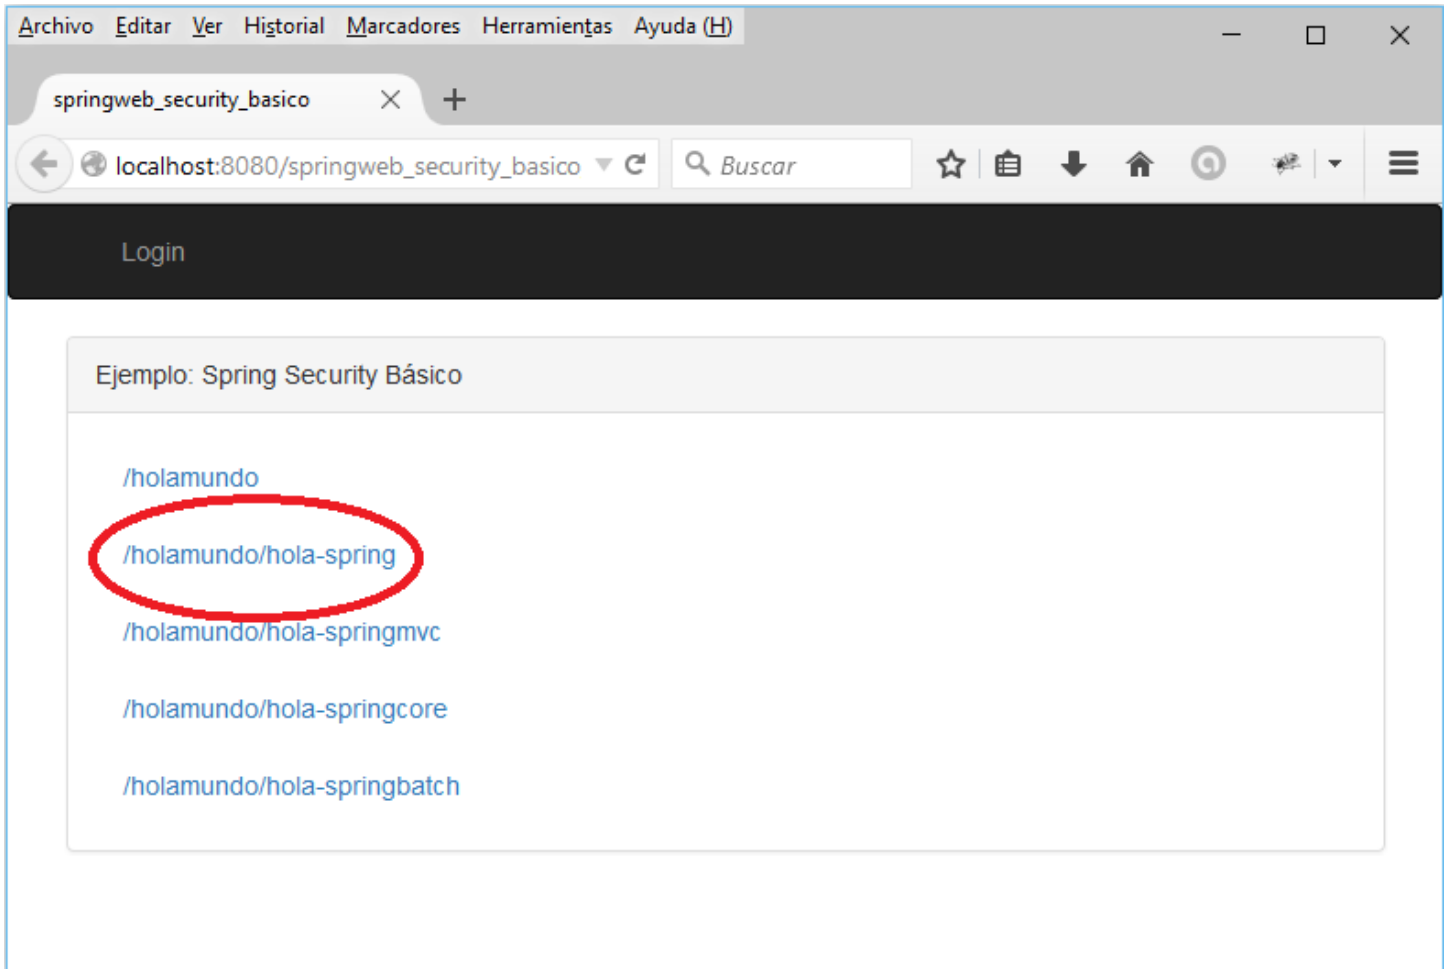 Archivo Editar Ver Historial Marcadores Herramientas Ayuda (H)
springweb_security_basico
localhost:8080/springweb_security_basico Buscar
Login
Ejemplo: Spring Security Básico
/holamundo
/holamundo/hola-spring
/holamundo/hola-springmvc
/holamundo/hola-springcore
/holamundo/hola-springbatch